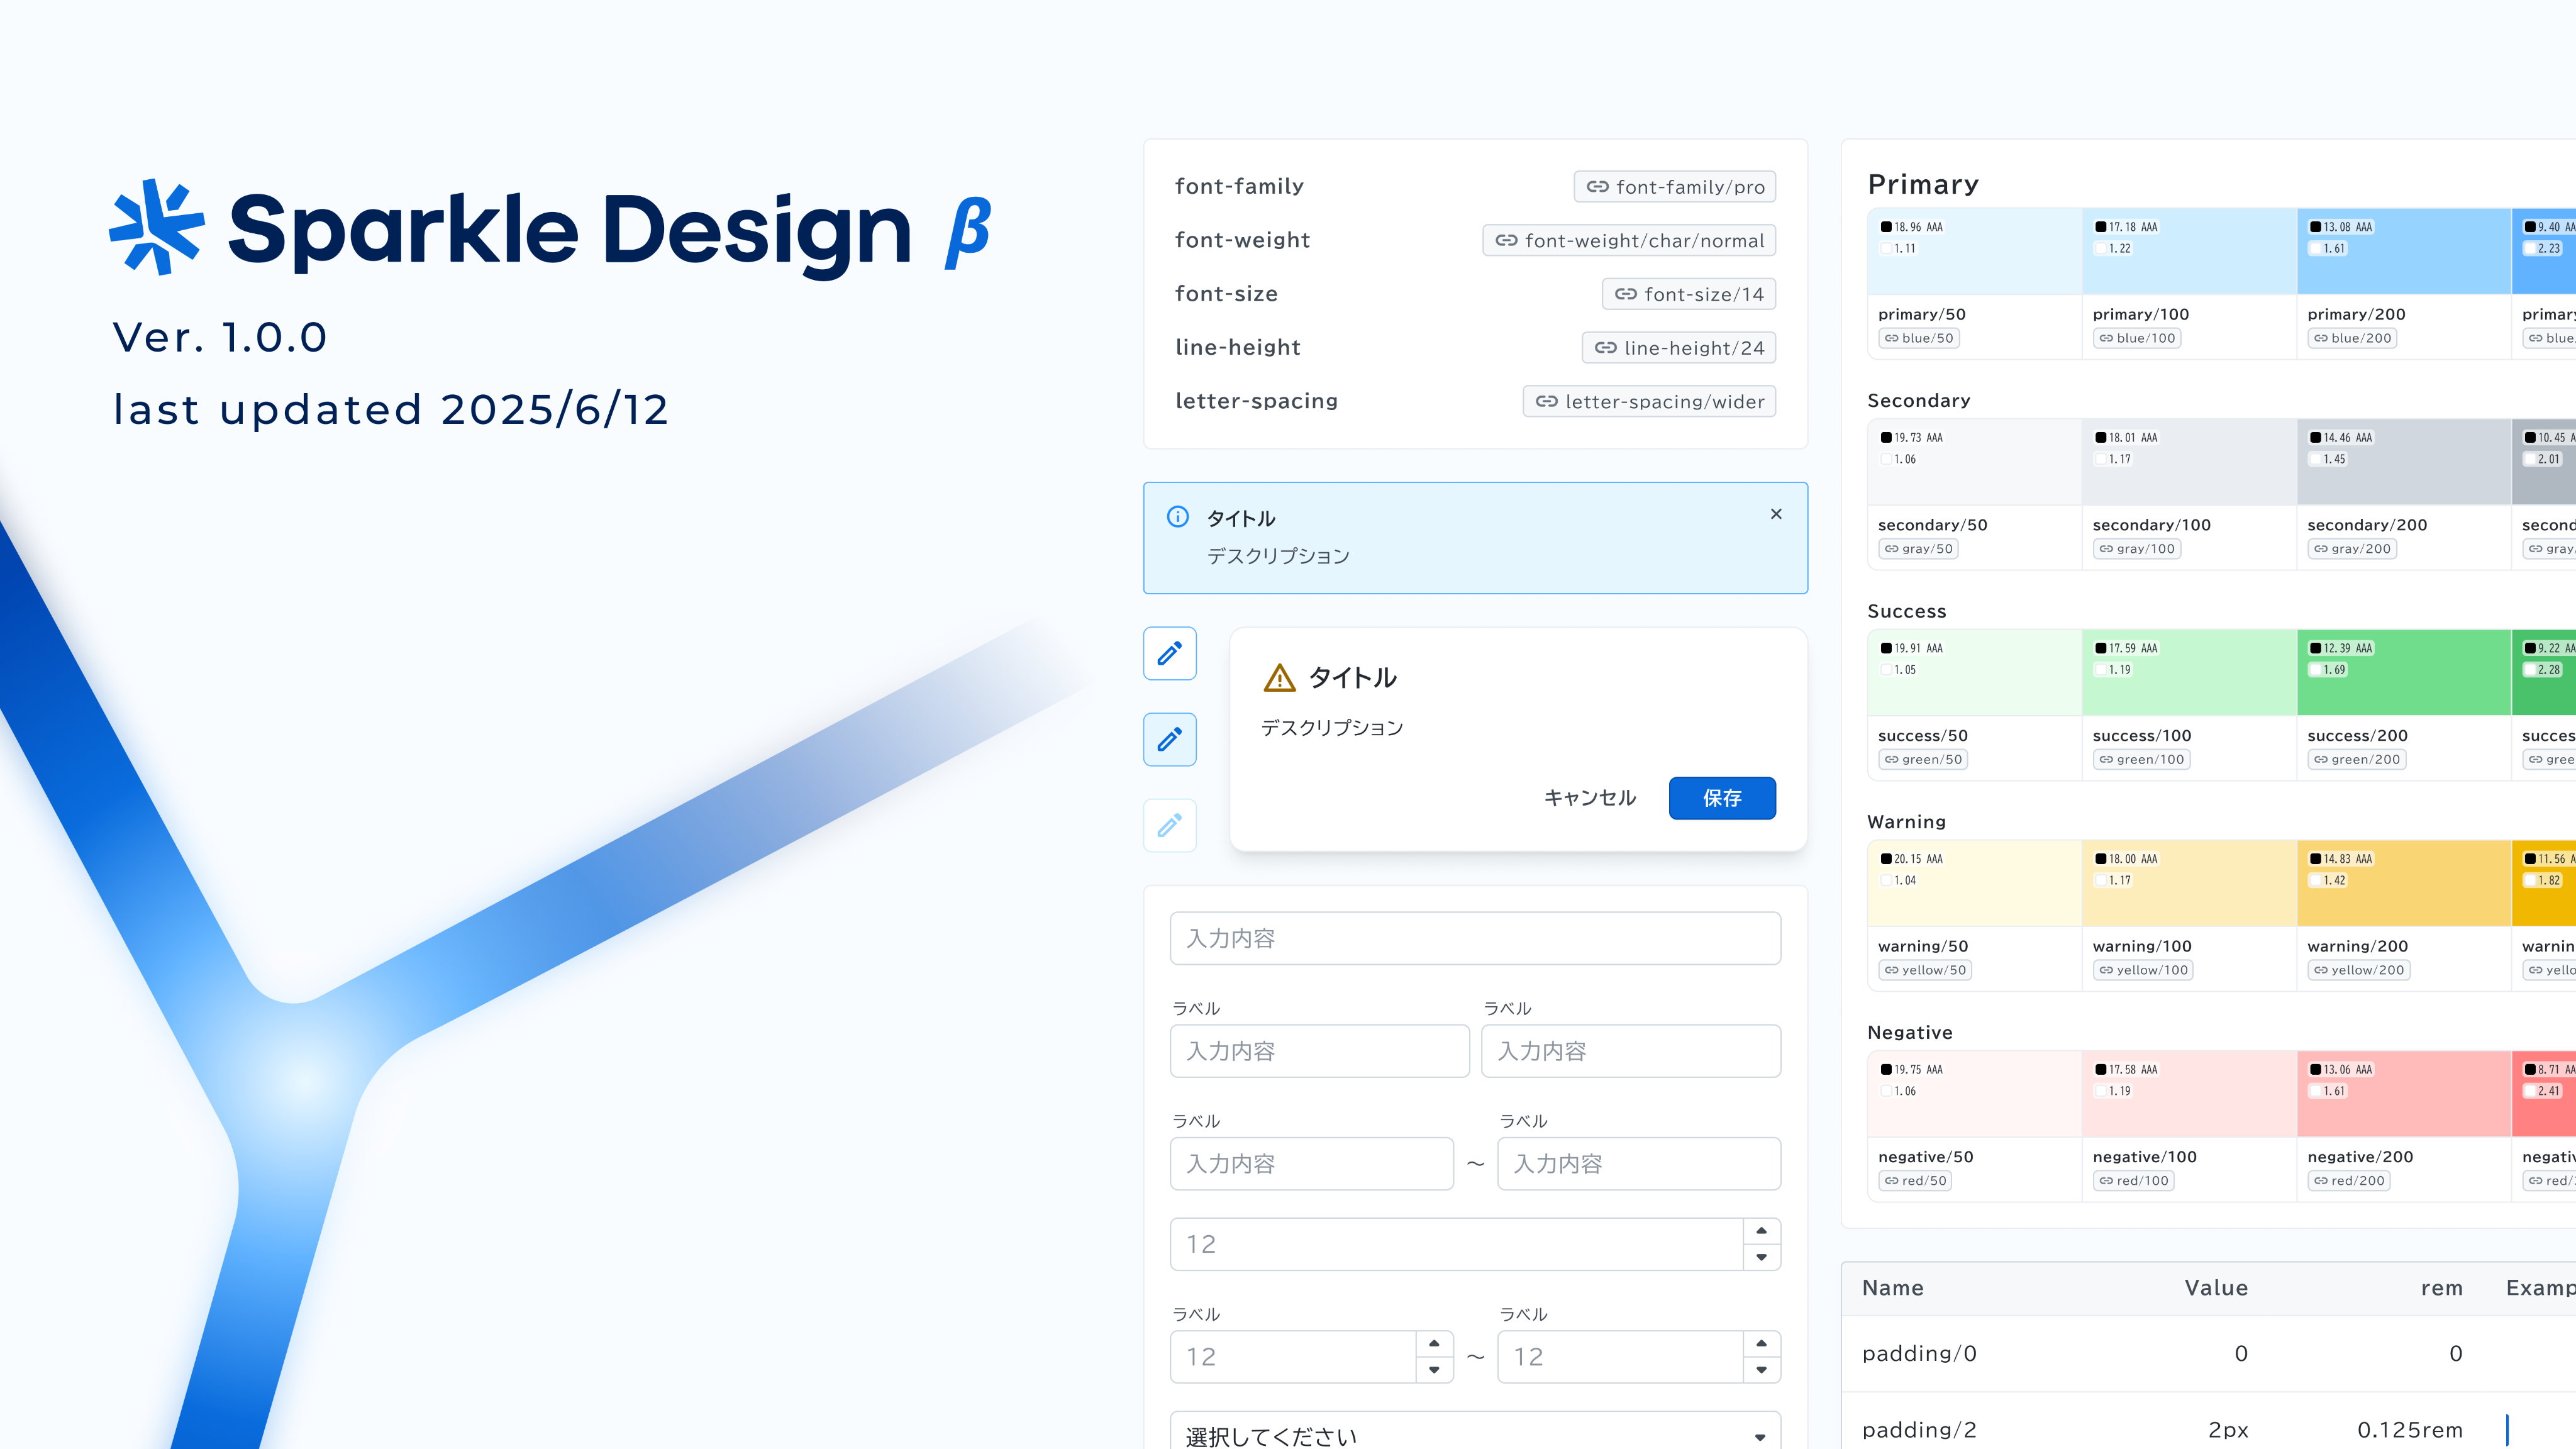 Sparkle Design β
Ver. 1.0.0
last updated 2025/6/12
font-family
font-family/pro
font-weight
font-weight/char/normal
font-size
font-size/14
line-height
line-height/24
letter-spacing
letter-spacing/wider
タイトル
デスクリプション
タイトル
デスクリプション
キャンセル
保存
入力内容
ラベル
ラベル
入力内容
入力内容
ラベル
ラベル
入力内容
～
入力内容
12
ラベル
ラベル
12
～
12
選択してください
Primary
18.96 AAA
17.18 AAA
13.08 AAA
9.40 AA
1.11
1.22
1.61
2.23
primary/50
primary/100
primary/200
primar
blue/50
blue/100
blue/200
blue
Secondary
19.73 AAA
18.01 AAA
14.46 AAA
10.45 A
1.06
1.17
1.45
2.01
secondary/50
secondary/100
secondary/200
second
gray/50
gray/100
gray/200
gray
Success
19.91 AAA
17.59 AAA
12.39 AAA
9.22 AA
1.05
1.19
1.69
2.28
success/50
success/100
success/200
succes
green/50
green/100
green/200
gree
Warning
20.15 AAA
18.00 AAA
14.83 AAA
11.56 A
1.04
1.17
1.42
1.82
warning/50
warning/100
warning/200
warnin
yellow/50
yellow/100
yellow/200
yello
Negative
19.75 AAA
17.58 AAA
13.06 AAA
8.71 AA
1.06
1.19
1.61
2.41
negative/50
negative/100
negative/200
negati
red/50
red/100
red/200
red/
Name
Value
rem
Examp
padding/0
0
0
padding/2
2px
0.125rem